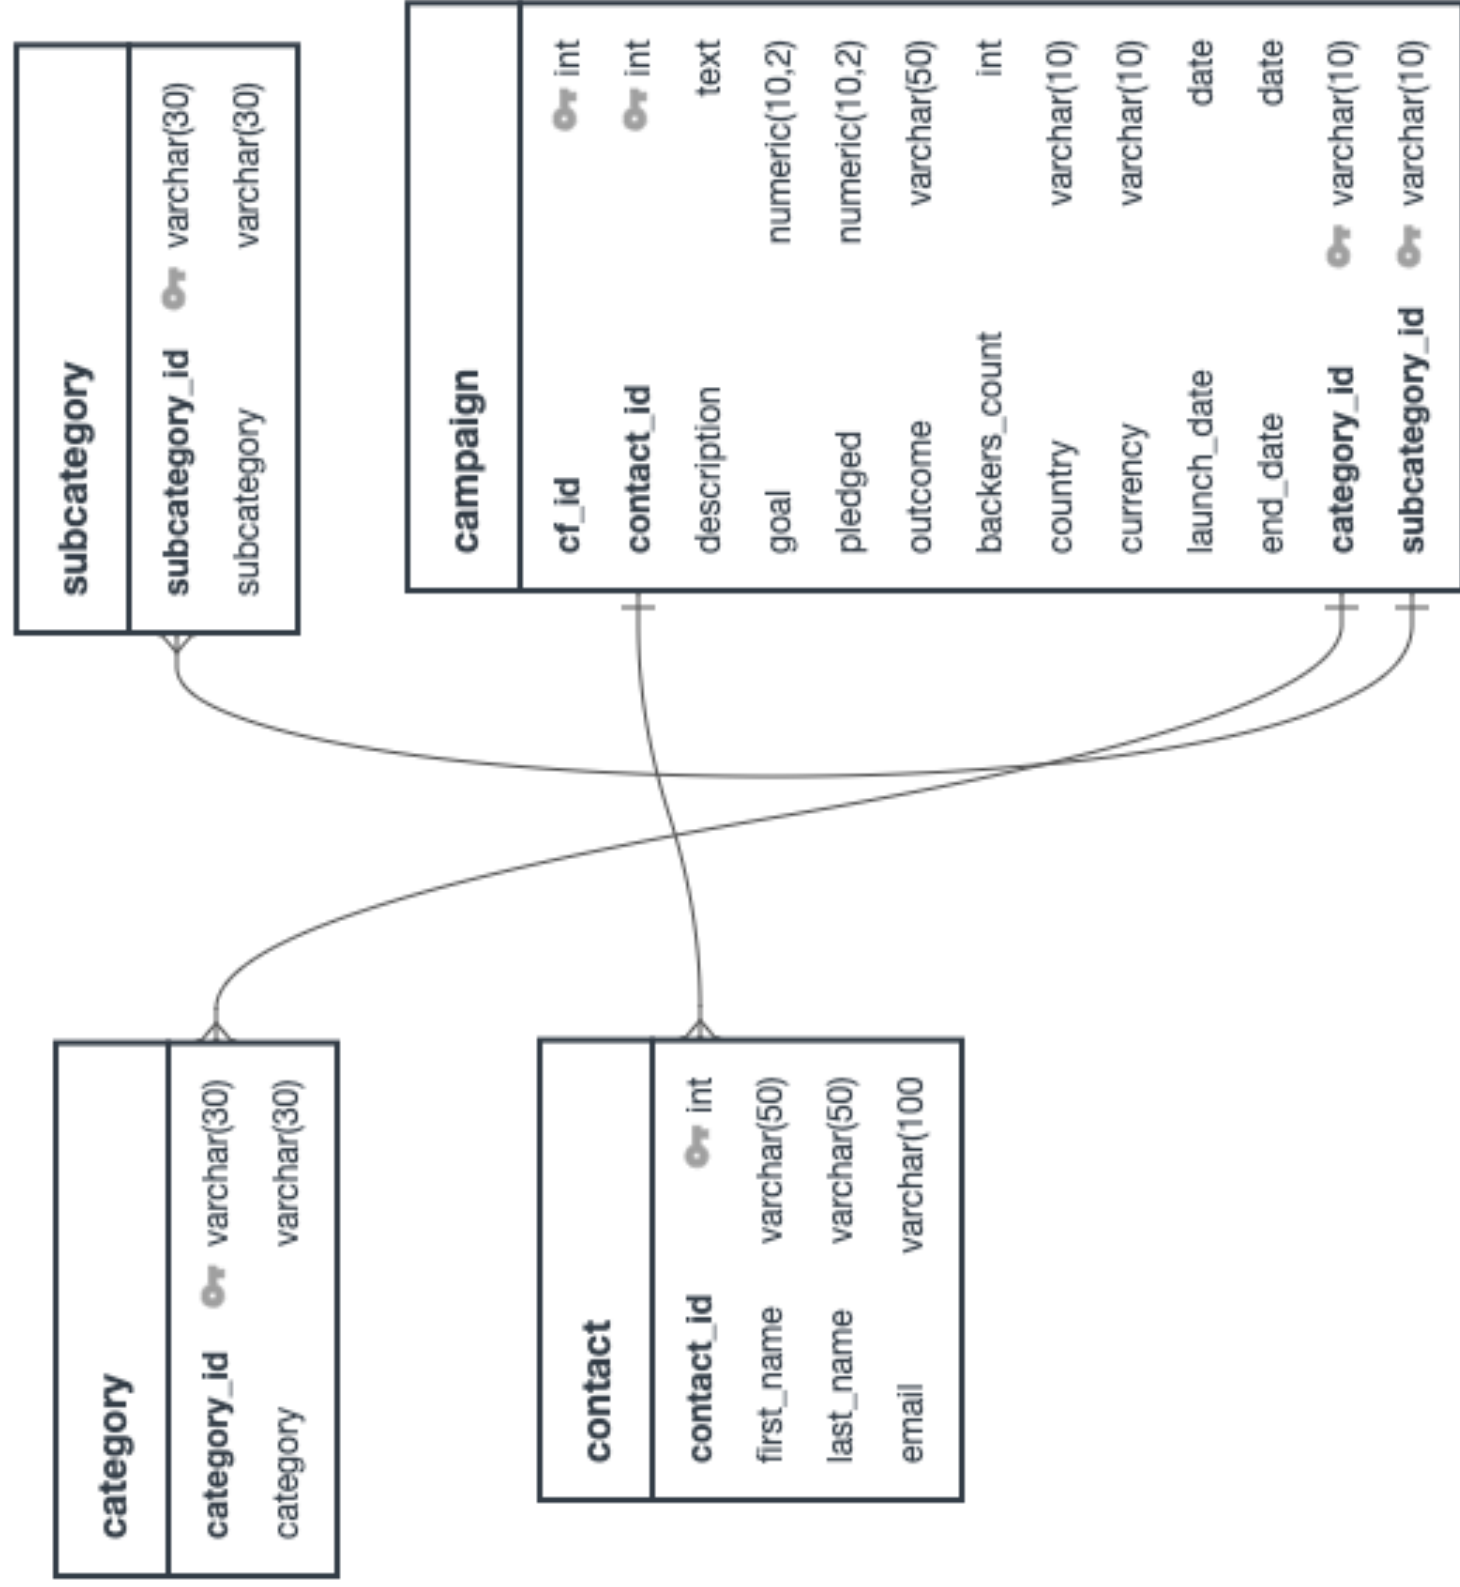 category
category_id varchar(30)
category varchar(30)
contact
contact_id int
first_name varchar(50)
last_name varchar(50)
email varchar(100
subcategory
subcategory_id varchar(30)
subcategory varchar(30)
campaign
cf_id int
contact_id int
description text
goal numeric(10,2)
pledged numeric(10,2)
outcome varchar(50)
backers_count int
country varchar(10)
currency varchar(10)
launch_date date
end_date date
category_id varchar(10)
subcategory_id varchar(10)